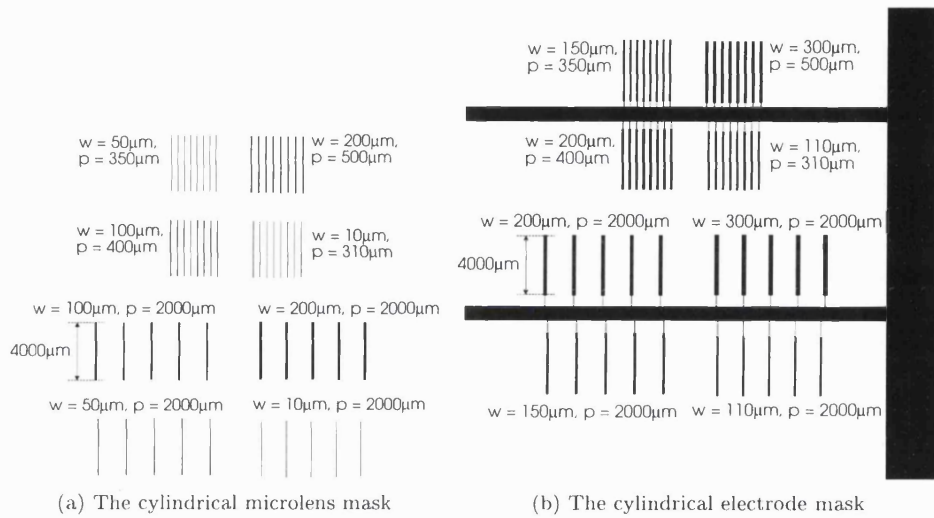 w = 50µm,
p = 350µm
w = 200µm,
p = 500µm
w = 100µm,
p = 400µm
w = 10µm,
p = 310µm
w = 100µm, p = 2000µm
w = 200µm, p = 2000µm
4000µm
w = 50µm, p = 2000µm
w = 10µm, p = 2000µm
(a) The cylindrical microlens mask
w = 150µm,
p = 350µm
w = 300µm,
p = 500µm
w = 200µm,
p = 400µm
w = 110µm,
p = 310µm
w = 200µm, p = 2000µm
w = 300µm, p = 2000µm
4000µm
w = 150µm, p = 2000µm
w = 110µm, p = 2000µm
(b) The cylindrical electrode mask